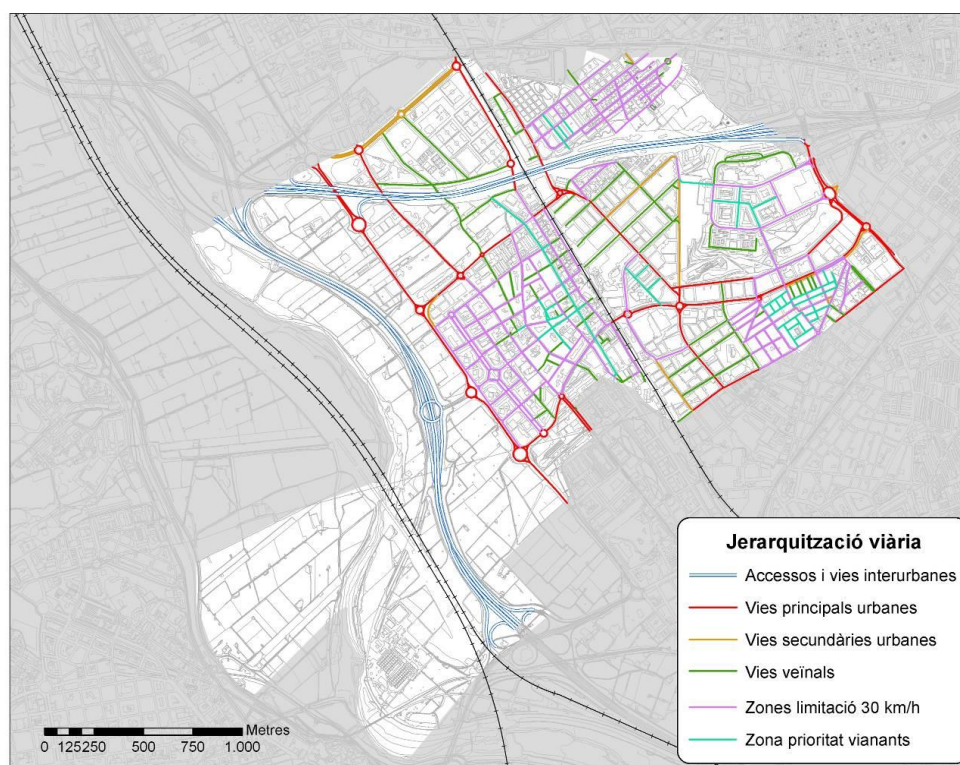 Jerarquització viària
Accessos i vies interurbanes
Vies principals urbanes
Vies secundàries urbanes
Vies veïnals
Zones limitació 30 km/h
Zona prioritat vianants
Metres
0 125250 500 750 1.000